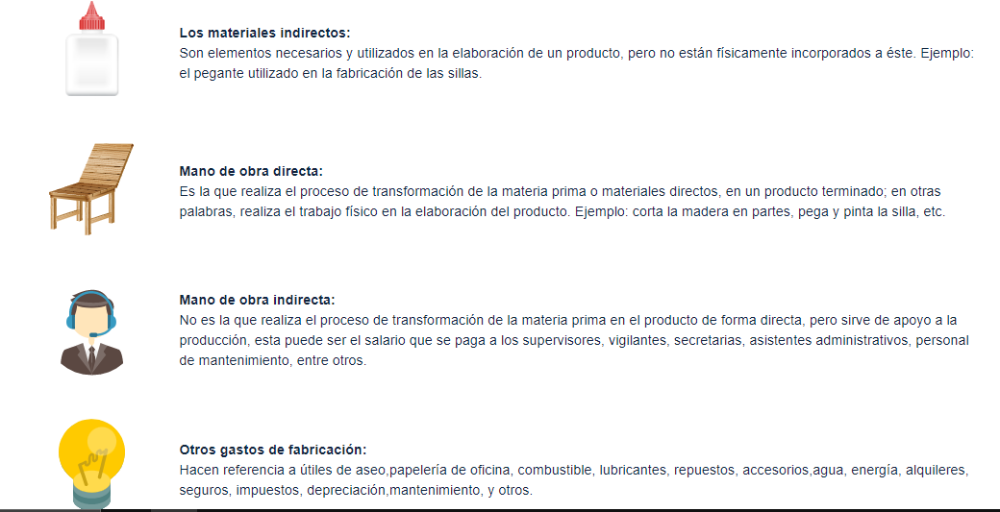 Los materiales indirectos:
Son elementos necesarios y utilizados en la elaboración de un producto, pero no están físicamente incorporados a éste. Ejemplo:
el pegante utilizado en la fabricación de las sillas.
Mano de obra directa:
Es la que realiza el proceso de transformación de la materia prima o materiales directos, en un producto terminado; en otras
palabras, realiza el trabajo físico en la elaboración del producto. Ejemplo: corta la madera en partes, pega y pinta la silla, etc.
Mano de obra indirecta:
No es la que realiza el proceso de transformación de la materia prima en el producto de forma directa, pero sirve de apoyo a la
producción, esta puede ser el salario que se paga a los supervisores, vigilantes, secretarias, asistentes administrativos, personal
de mantenimiento, entre otros.
Otros gastos de fabricación:
Hacen referencia a útiles de aseo,papelería de oficina, combustible, lubricantes, repuestos, accesorios,agua, energía, alquileres,
seguros, impuestos, depreciación,mantenimiento, y otros.